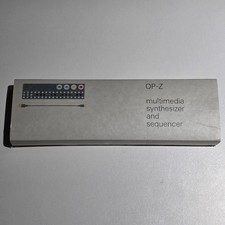 OP-Z
multimedia
synthesizer
and
sequencer